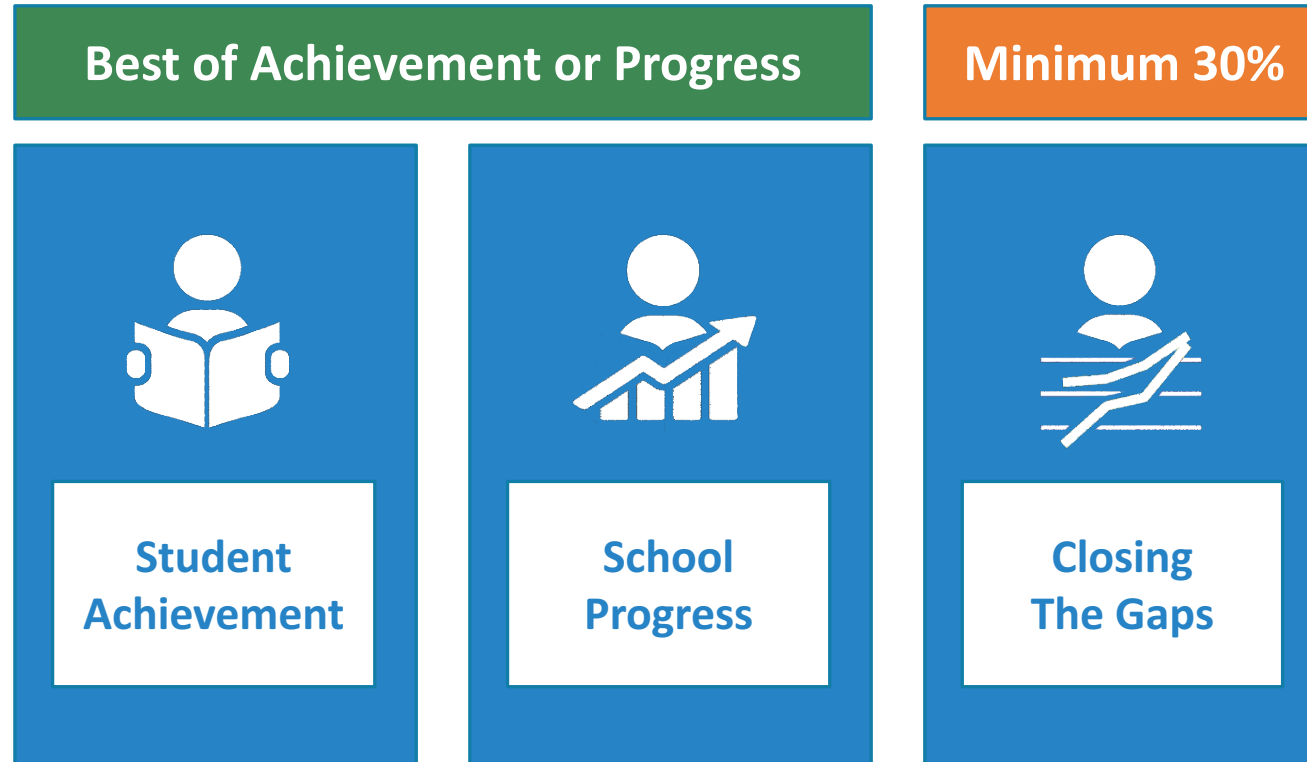 Best of Achievement or Progress
Minimum 30%
Student
Achievement
School
Progress
Closing
The Gaps